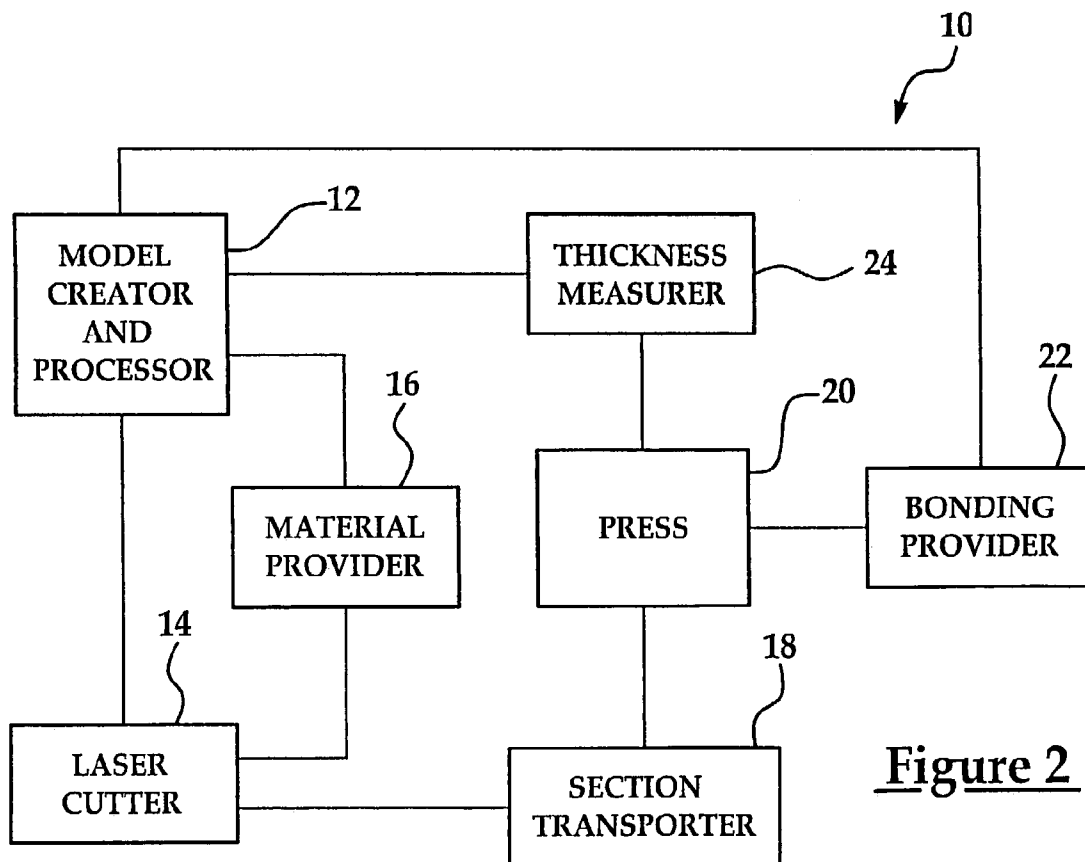 10
12
MODEL
CREATOR
AND
PROCESSOR
THICKNESS
MEASURER
24
16
MATERIAL
PROVIDER
20
PRESS
22
BONDING
PROVIDER
14
LASER
CUTTER
18
SECTION
TRANSPORTER
Figure 2